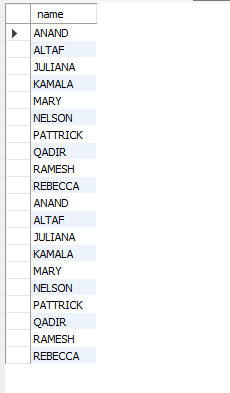 name
ANAND
ALTAF
JULIANA
KAMALA
MARY
NELSON
PATTRICK
QADIR
RAMESH
REBECCA
ANAND
ALTAF
JULIANA
KAMALA
MARY
NELSON
PATTRICK
QADIR
RAMESH
REBECCA